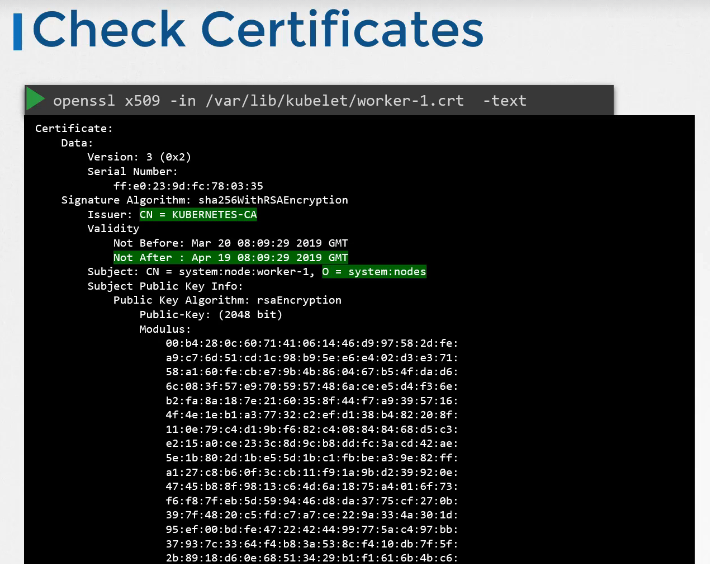 Check Certificates
openssl x509 -in /var/lib/kubelet/worker-1.crt -text
Certificate:
Data:
Version: 3 (0x2)
Serial Number:
ff:e0:23:9d:fc:78:03:35
Signature Algorithm: sha256WithRSAEncryption
Issuer: CN = KUBERNETES-CA
Validity
Not Before: Mar 20 08:09:29 2019 GMT
Not After : Apr 19 08:09:29 2019 GMT
Subject: CN = system:node:worker-1, O = system:nodes
Subject Public Key Info:
Public Key Algorithm: rsaEncryption
Public-Key: (2048 bit)
Modulus:
00:b4:28:0c:60:71:41:06:14:46:d9:97:58:2d:fe:
a9:c7:6d:51:cd:1c:98:b9:5e:e6:e4:02:d3:e3:71:
58:a1:60:fe:cb:e7:9b:4b:86:04:67:b5:4f:da:d6:
6c:08:3f:57:e9:70:59:57:48:6a:ce:e5:d4:f3:6e:
b2:fa:8a:18:7e:21:60:35:8f:44:f7:a9:39:57:16:
4f:4e:1e:b1:a3:77:32:c2:ef:d1:38:b4:82:20:8f:
11:0e:79:c4:d1:9b:f6:82:c4:08:84:84:68:d5:c3:
e2:15:a0:ce:23:3c:8d:9c:b8:dd:fc:3a:cd:42:ae:
5e:1b:80:2d:1b:e5:5d:1b:c1:fb:be:a3:9e:82:ff:
a1:27:c8:b6:0f:3c:cb:11:f9:1a:9b:d2:39:92:0e:
47:45:b8:8f:98:13:c6:4d:6a:18:75:a4:01:6f:73:
f6:f8:7f:eb:5d:59:94:46:d8:da:37:75:cf:27:0b:
39:7f:48:20:c5:fd:c7:a7:ce:22:9a:33:4a:30:1d:
95:ef:00:bd:fe:47:22:42:44:99:77:5a:c4:97:bb:
37:93:7c:33:64:f4:b8:3a:53:8c:f4:10:db:7f:5f:
2b:89:18:d6:0e:68:51:34:29:b1:f1:61:6b:4b:c6: